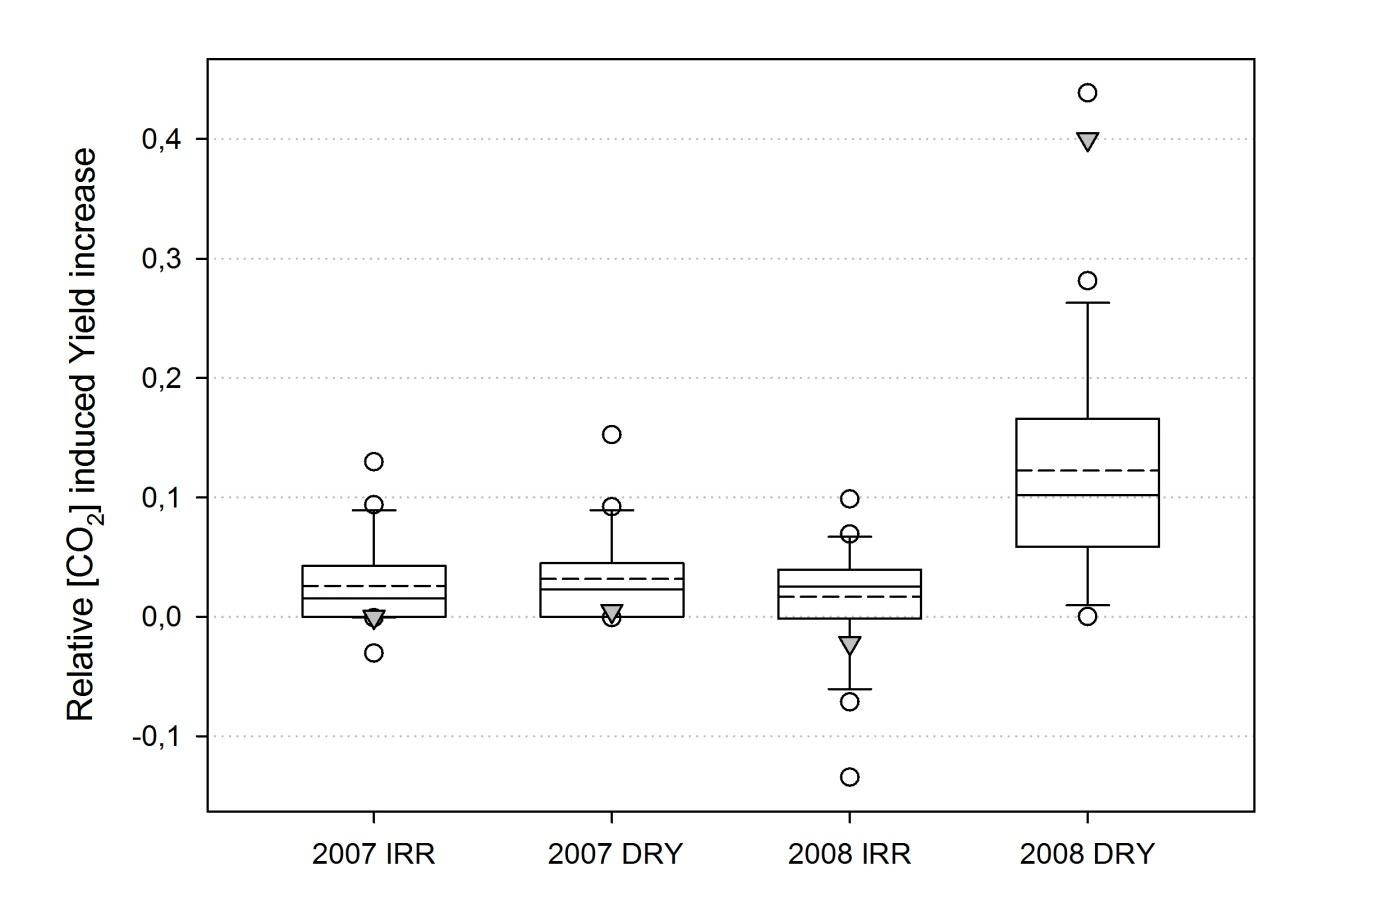 Relative [CO2] induced Yield increase
0,4
0,3
0,2
0,1
0,0
-0,1
2007 IRR
2007 DRY
2008 IRR
2008 DRY